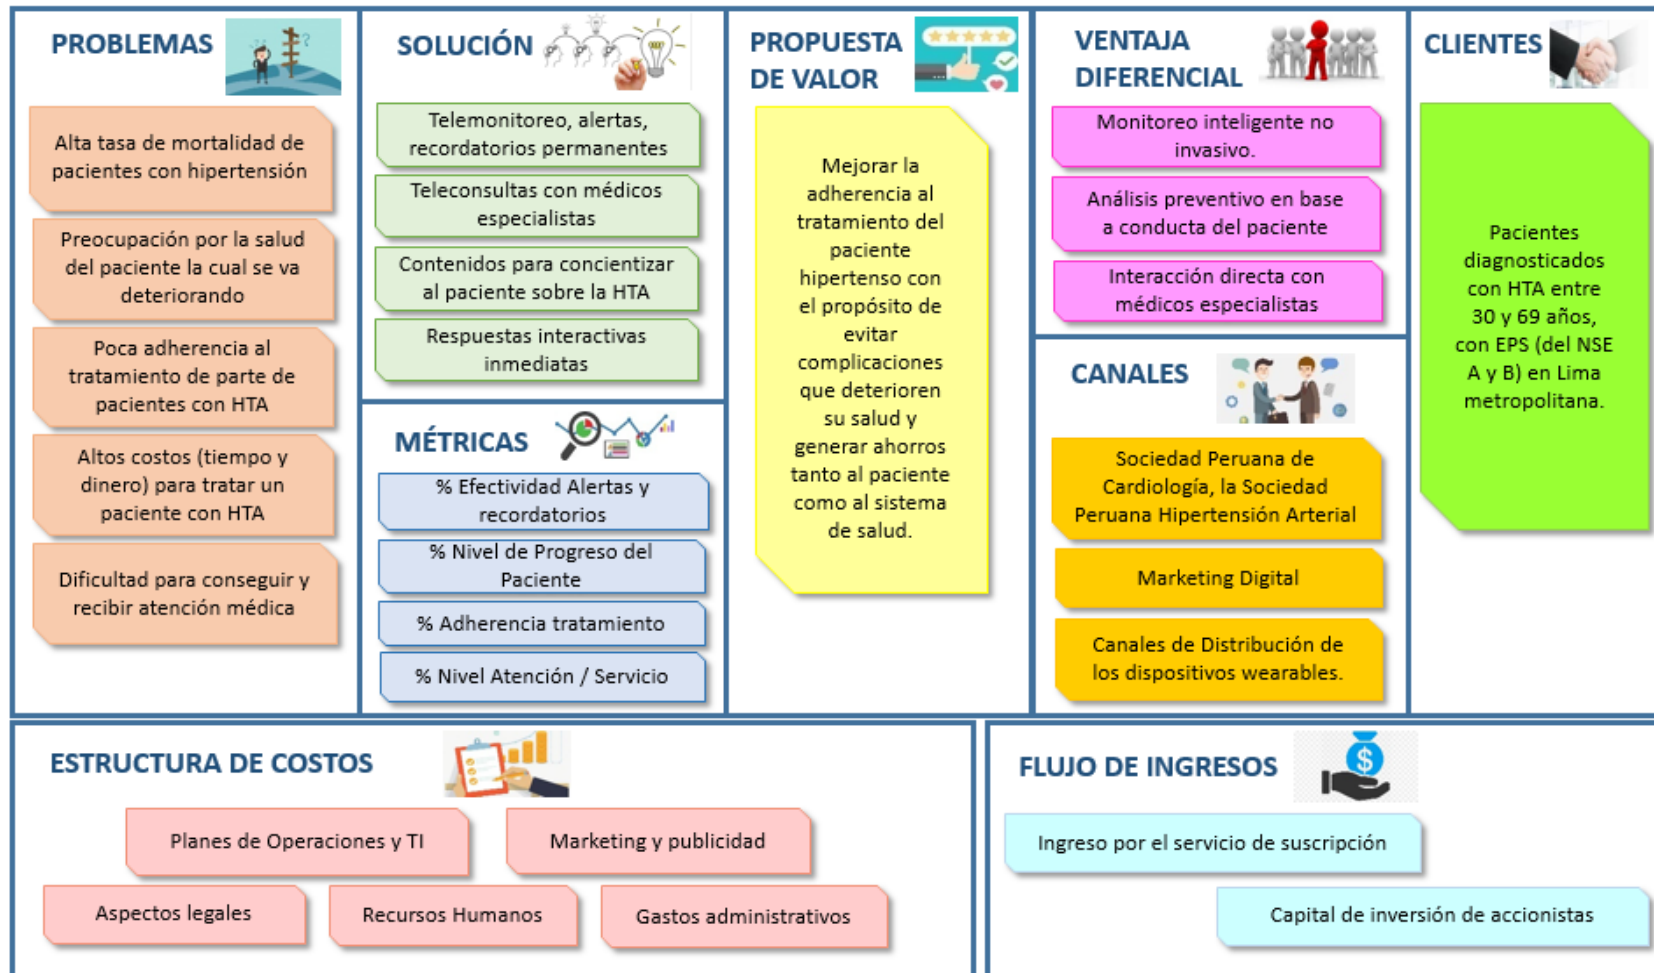 PROBLEMAS
Alta tasa de mortalidad de
pacientes con hipertensión
Preocupación por la salud
del paciente la cual se va
deteriorando
Poca adherencia al
tratamiento de parte de
pacientes con HTA
Altos costos (tiempo y
dinero) para tratar un
paciente con HTA
Dificultad para conseguir y
recibir atención médica
SOLUCIÓN
Telemonitoreo, alertas,
recordatorios permanentes
Teleconsultas con médicos
especialistas
Contenidos para concientizar
al paciente sobre la HTA
Respuestas interactivas
inmediatas
MÉTRICAS
% Efectividad Alertas y
recordatorios
% Nivel de Progreso del
Paciente
% Adherencia tratamiento
% Nivel Atención / Servicio
PROPUESTA
DE VALOR
Mejorar la
adherencia al
tratamiento del
paciente
hipertenso con
el propósito de
evitar
complicaciones
que deterioren
su salud y
generar ahorros
tanto al paciente
como al sistema
de salud.
VENTAJA
DIFERENCIAL
Monitoreo inteligente no
invasivo.
Análisis preventivo en base
a conducta del paciente
Interacción directa con
médicos especialistas
CANALES
Sociedad Peruana de
Cardiología, la Sociedad
Peruana Hipertensión Arterial
Marketing Digital
Canales de Distribución de
los dispositivos wearables.
CLIENTES
Pacientes
diagnosticados
con HTA entre
30 y 69 años,
con EPS (del NSE
A y B) en Lima
metropolitana.
ESTRUCTURA DE COSTOS
Planes de Operaciones y TI
Marketing y publicidad
Aspectos legales
Recursos Humanos
Gastos administrativos
FLUJO DE INGRESOS
$
Ingreso por el servicio de suscripción
Capital de inversión de accionistas